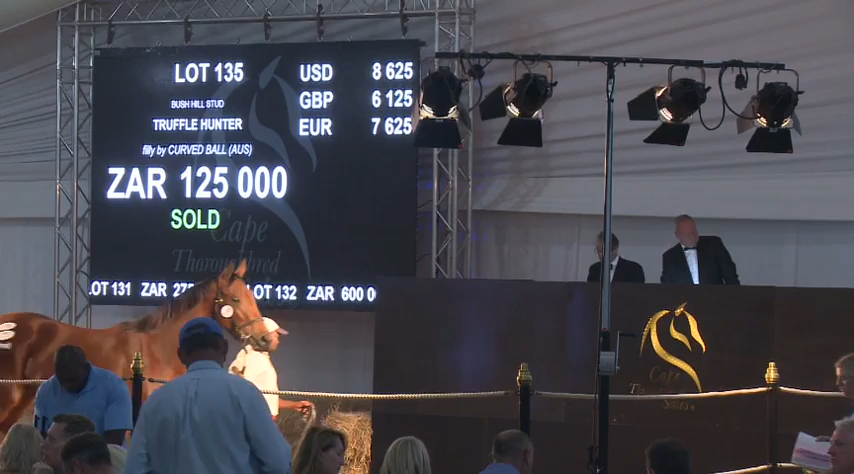 LOT 135
BUSH HILL STUD
TRUFFLE HUNTER
filly by CURVED BALL (AUS)
USD 8 625
GBP 6 125
EUR 7 625
ZAR 125 000
SOLD
Cape
Thoroughbred
LOT 131 ZAR 27 LOT 132 ZAR 600 0
Cape